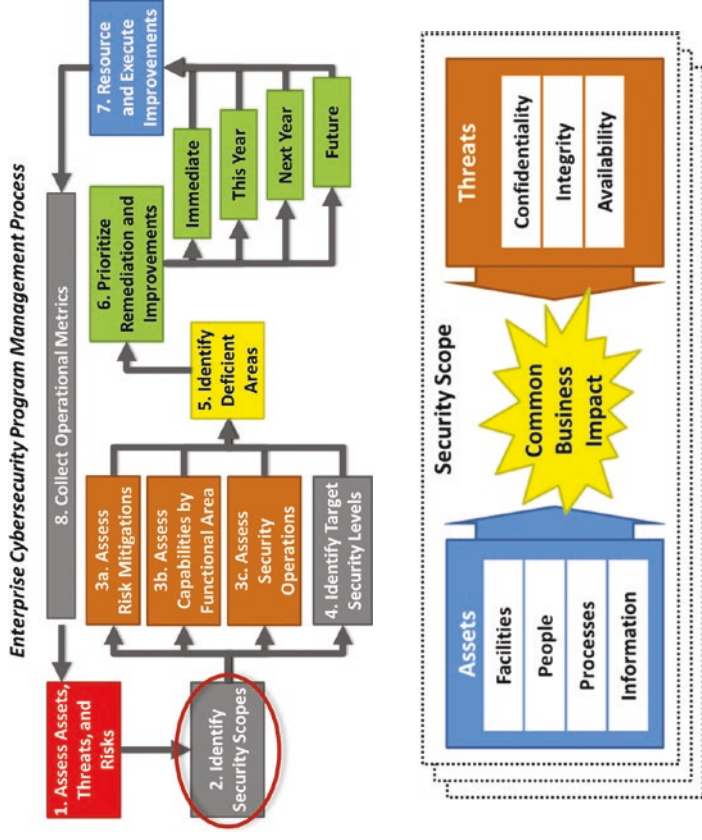 Enterprise Cybersecurity Program Management Process
8. Collect Operational Metrics
1. Assess Assets,
Threats, and
Risks
2. Identify
Security Scopes
3a. Assess
Risk Mitigations
3b. Assess
Capabilities by
Functional Area
3c. Assess
Security
Operations
4. Identify Target
Security Levels
5. Identify
Deficient
Areas
6. Prioritize
Remediation and
Improvements
Immediate
This Year
Next Year
Future
7. Resource
and Execute
Improvements
Security Scope
Assets
Facilities
People
Processes
Information
Common
Business
Impact
Threats
Confidentiality
Integrity
Availability